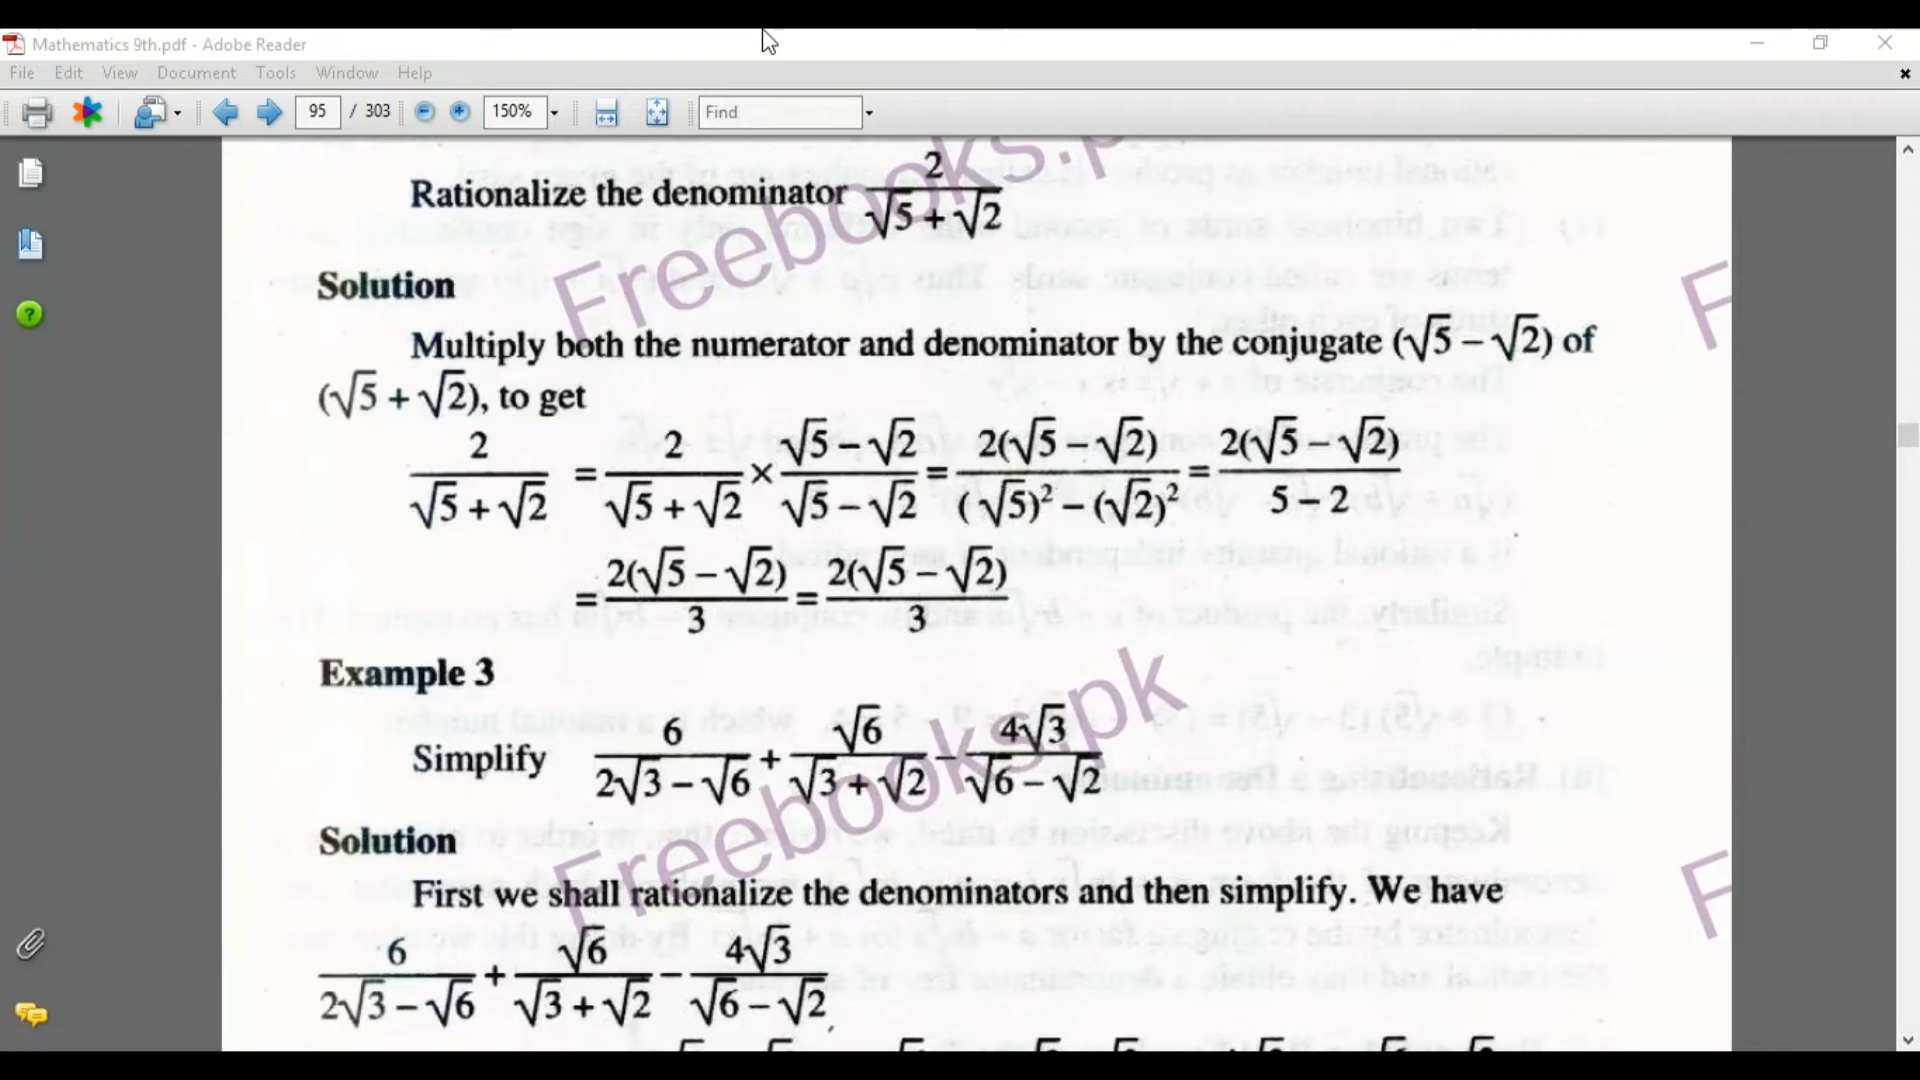 Mathematics 9th.pdf - Adobe Reader
File Edit View Document Tools Window Help
95 / 303 150% Find
Rationalize the denominator 2/(√5 + √2)
Solution
Multiply both the numerator and denominator by the conjugate (√5 – √2) of
(√5 + √2), to get
2/(√5 + √2) = 2/(√5 + √2) × (√5 – √2)/(√5 – √2) = 2(√5 – √2)/((√5)² – (√2)²) = 2(√5 – √2)/(5 – 2)
= 2(√5 – √2)/3 = 2(√5 – √2)/3
Example 3
Simplify 6/(2√3 – √6) + √6/(√3 + √2) – 4√3/(√6 – √2)
Solution
First we shall rationalize the denominators and then simplify. We have
6/(2√3 – √6) + √6/(√3 + √2) – 4√3/(√6 – √2)
Freebooks.pk
Freebooks.pk